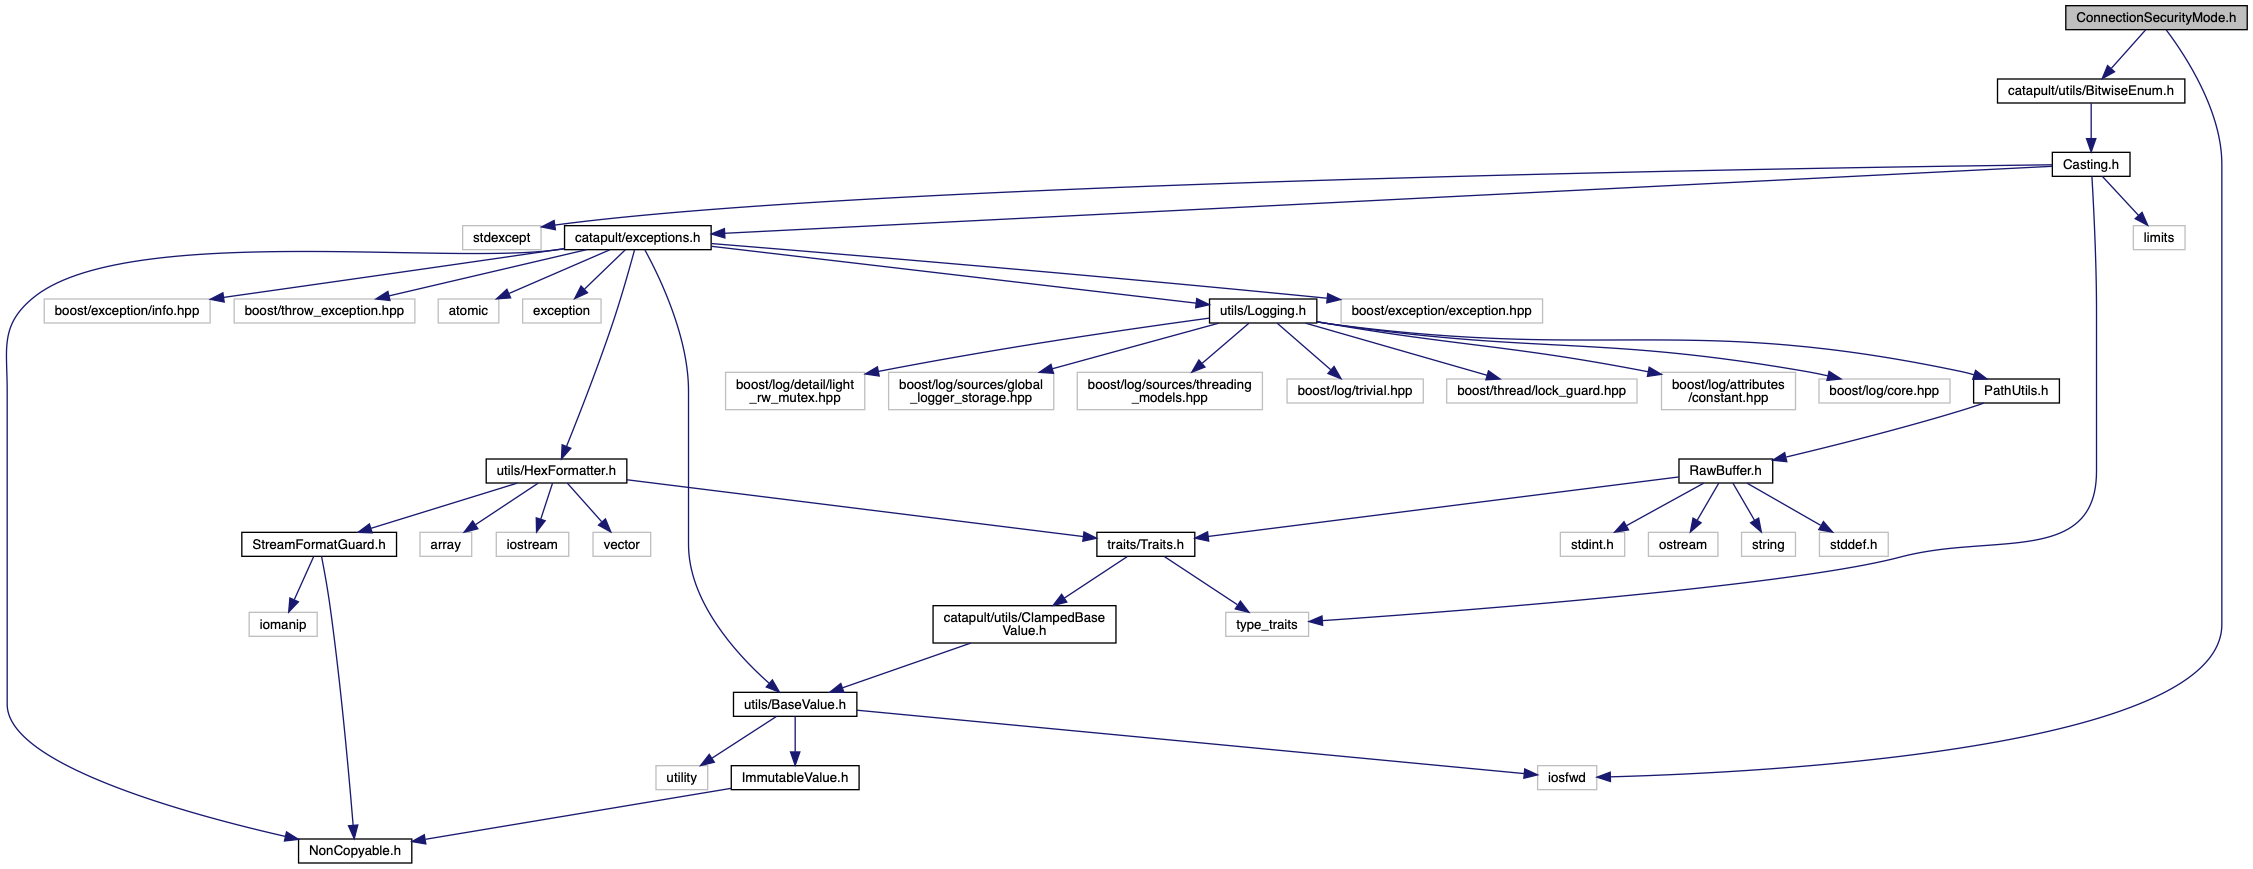 ConnectionSecurityMode.h
catapult/utils/BitwiseEnum.h
Casting.h
stdexcept
catapult/exceptions.h
limits
boost/exception/info.hpp
boost/throw_exception.hpp
atomic
exception
utils/Logging.h
boost/exception/exception.hpp
boost/log/detail/light
_rw_mutex.hpp
boost/log/sources/global
_logger_storage.hpp
boost/log/sources/threading
_models.hpp
boost/log/trivial.hpp
boost/thread/lock_guard.hpp
boost/log/attributes
/constant.hpp
boost/log/core.hpp
PathUtils.h
utils/HexFormatter.h
RawBuffer.h
StreamFormatGuard.h
array
iostream
vector
traits/Traits.h
stdint.h
ostream
string
stddef.h
iomanip
catapult/utils/ClampedBase
Value.h
type_traits
utils/BaseValue.h
utility
ImmutableValue.h
iosfwd
NonCopyable.h